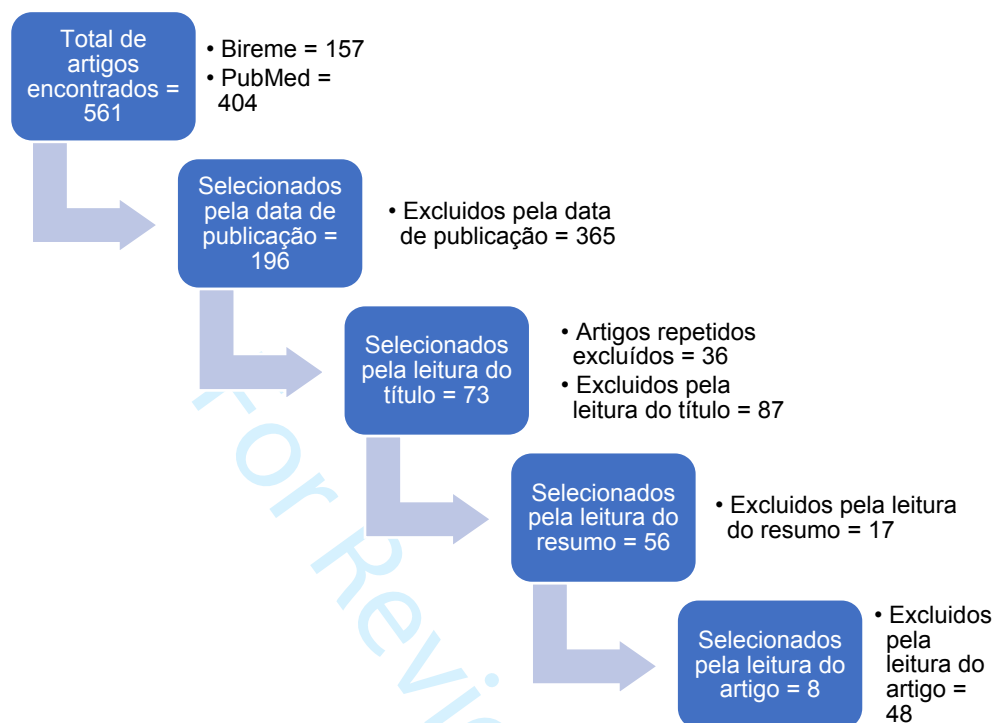 Total de
artigos
encontrados =
561
• Bireme = 157
• PubMed =
404
Selecionados
pela data de
publicação =
196
• Excluidos pela data
de publicação = 365
Selecionados
pela leitura do
título = 73
• Artigos repetidos
excluídos = 36
• Excluidos pela
leitura do título = 87
Selecionados
pela leitura do
resumo = 56
• Excluidos pela leitura
do resumo = 17
Selecionados
pela leitura do
artigo = 8
• Excluidos
pela
leitura do
artigo =
48
For Revi